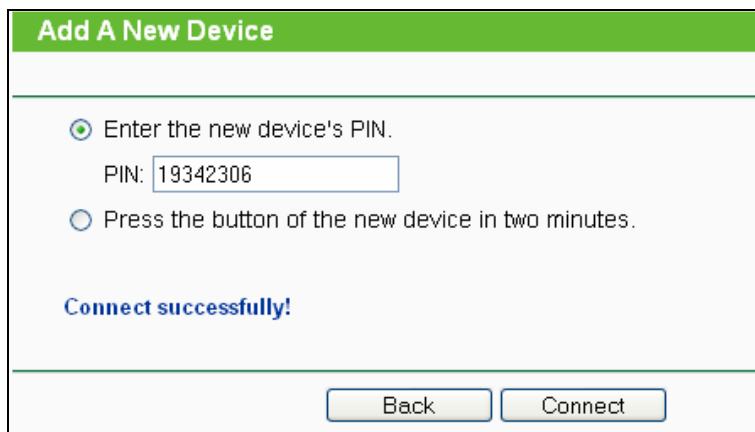 Add A New Device
Enter the new device's PIN.
PIN: 19342306
Press the button of the new device in two minutes.
Connect successfully!
Back Connect